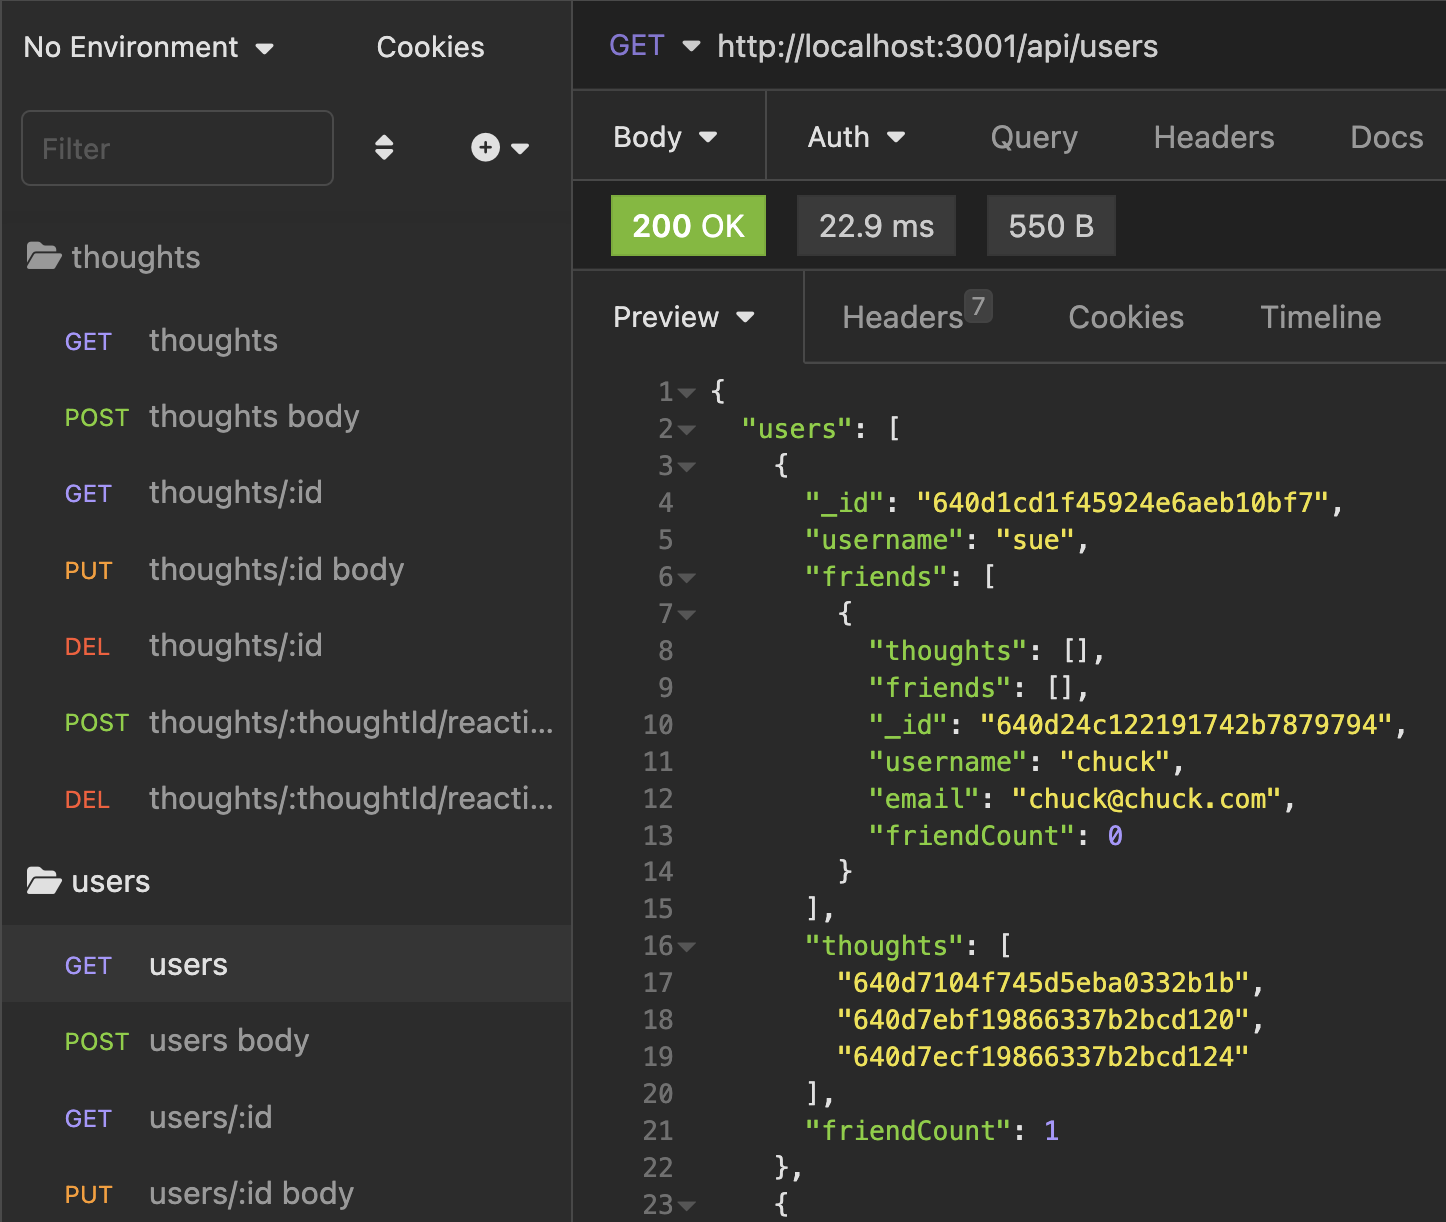 No Environment Cookies
Filter
thoughts
GET thoughts
POST thoughts body
GET thoughts/:id
PUT thoughts/:id body
DEL thoughts/:id
POST thoughts/:thoughtId/reacti...
DEL thoughts/:thoughtId/reacti...
users
GET users
POST users body
GET users/:id
PUT users/:id body
GET http://localhost:3001/api/users
Body Auth Query Headers Docs
200 OK 22.9 ms 550 B
Preview Headers 7 Cookies Timeline
1 {
2 "users": [
3 {
4 "_id": "640d1cd1f45924e6aeb10bf7",
5 "username": "sue",
6 "friends": [
7 {
8 "thoughts": [],
9 "friends": [],
10 "_id": "640d24c122191742b7879794",
11 "username": "chuck",
12 "email": "chuck@chuck.com",
13 "friendCount": 0
14 }
15 ],
16 "thoughts": [
17 "640d7104f745d5eba0332b1b",
18 "640d7ebf19866337b2bcd120",
19 "640d7ecf19866337b2bcd124"
20 ],
21 "friendCount": 1
22 },
23 {